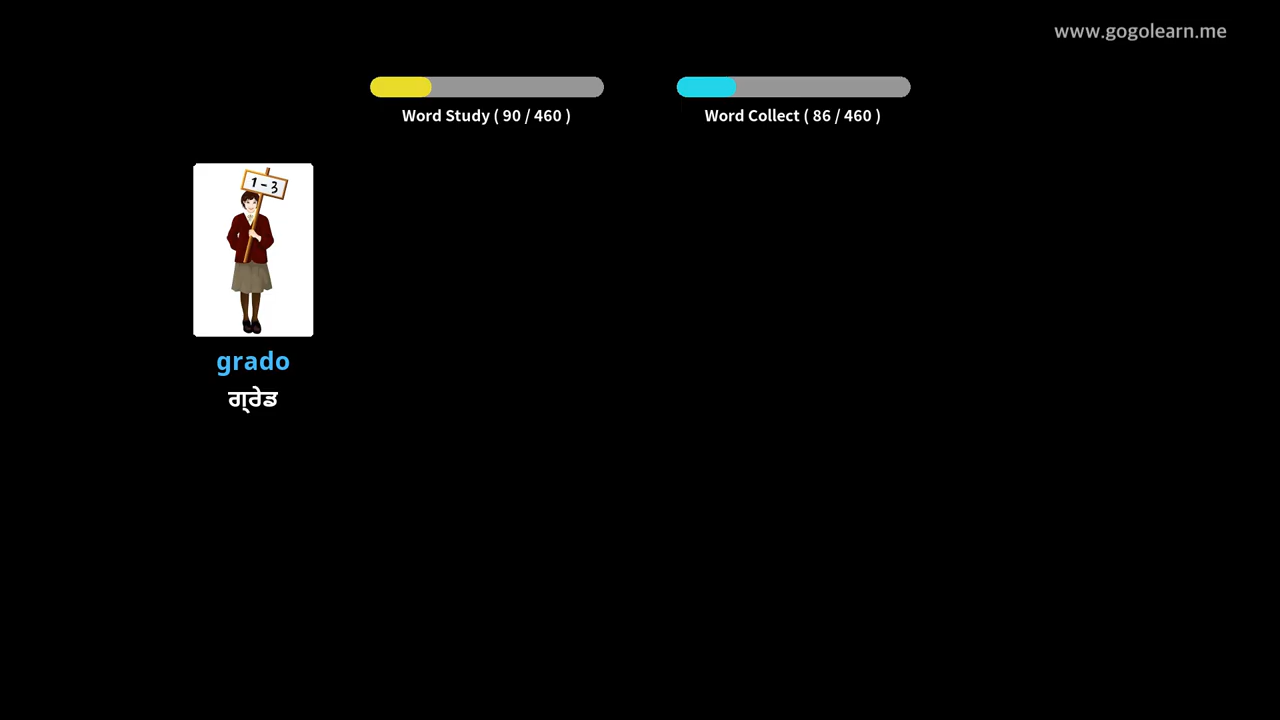 www.gogolearn.me
Word Study ( 90 / 460 )
Word Collect ( 86 / 460 )
1 - 3
grado
ਗ੍ਰੇਡ